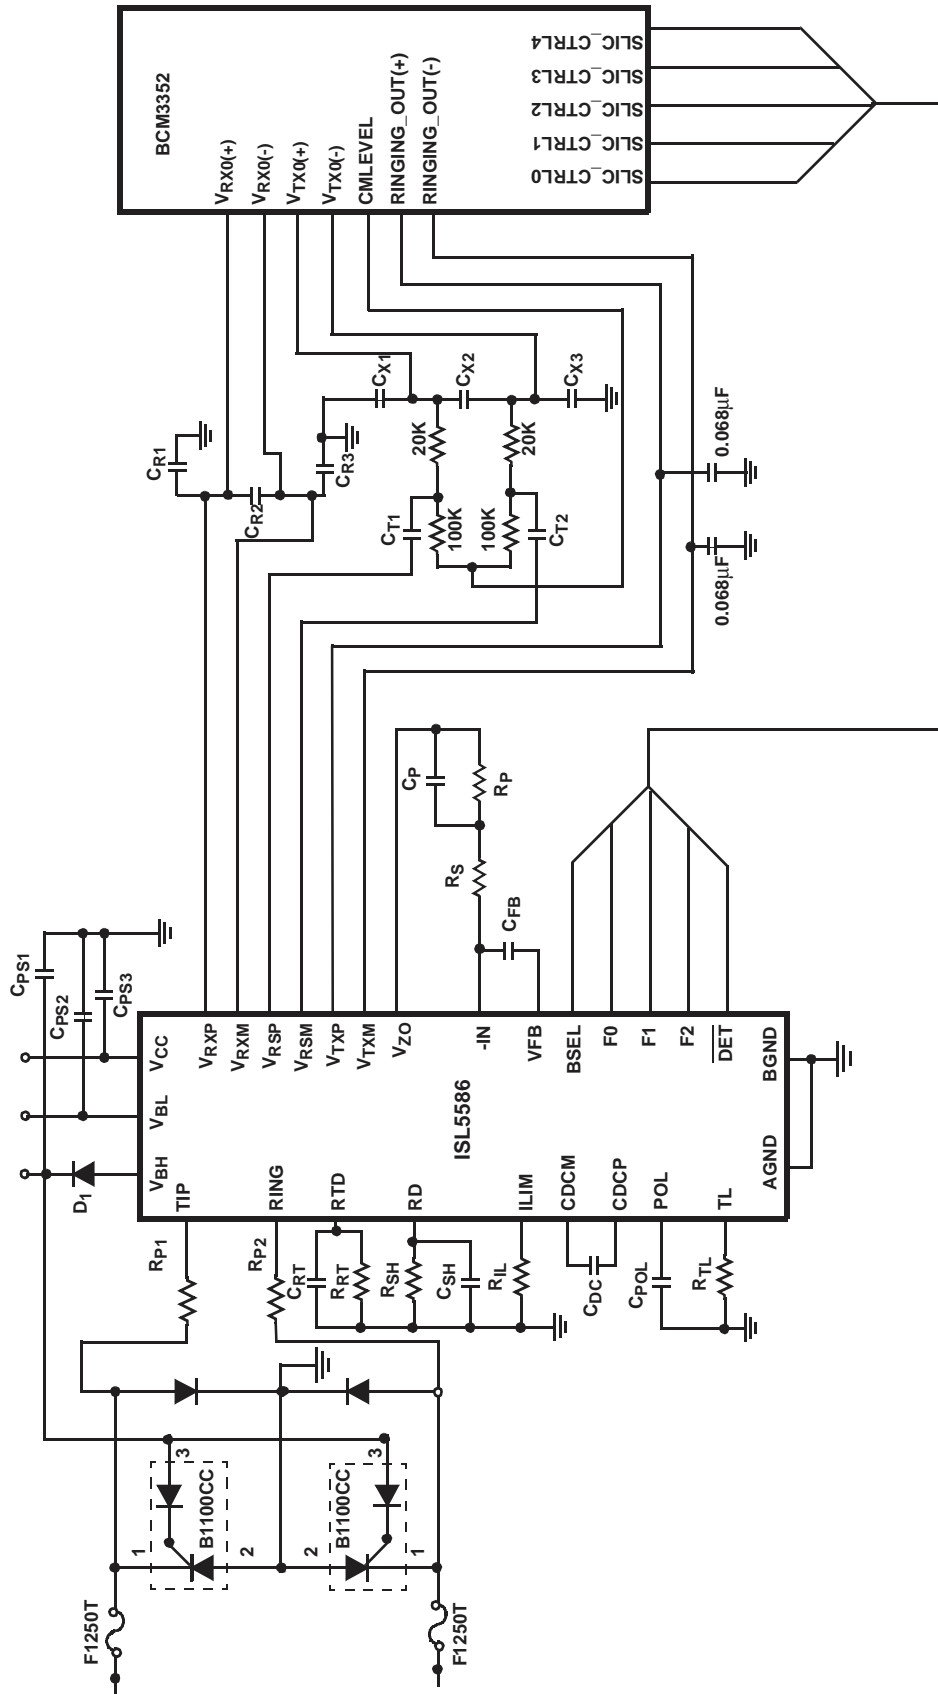 BCM3352
VRX0(+)
VRX0(-)
VTX0(+)
VTX0(-)
CMLEVEL
RINGING_OUT(+)
RINGING_OUT(-)
SLIC_CTRL4
SLIC_CTRL3
SLIC_CTRL2
SLIC_CTRL1
SLIC_CTRL0
CR1
CR2
CR3
CX1
CX2
CX3
20K
20K
CT1
100K
100K
CT2
0.068µF
0.068µF
CP
RP
RS
CFB
CPS1
CPS2
CPS3
VCC
VBL
VBH
D1
VRXP
VRXM
VRSP
VRSM
VTXP
VTXM
VZO
-IN
VFB
BSEL
F0
F1
F2
DET
BGND
AGND
ISL5586
TIP
RING
RTD
RD
ILIM
CDCM
CDCP
POL
TL
RP1
RP2
CRT
RRT
RSH
CSH
RIL
CDC
CPOL
RTL
3
B1100CC
1
2
3
B1100CC
2
1
F1250T
F1250T